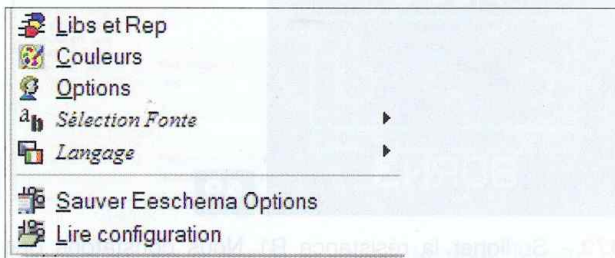 Libs et Rep
Couleurs
Options
Sélection Fonte
Langage
Sauver Eeschema Options
Lire configuration